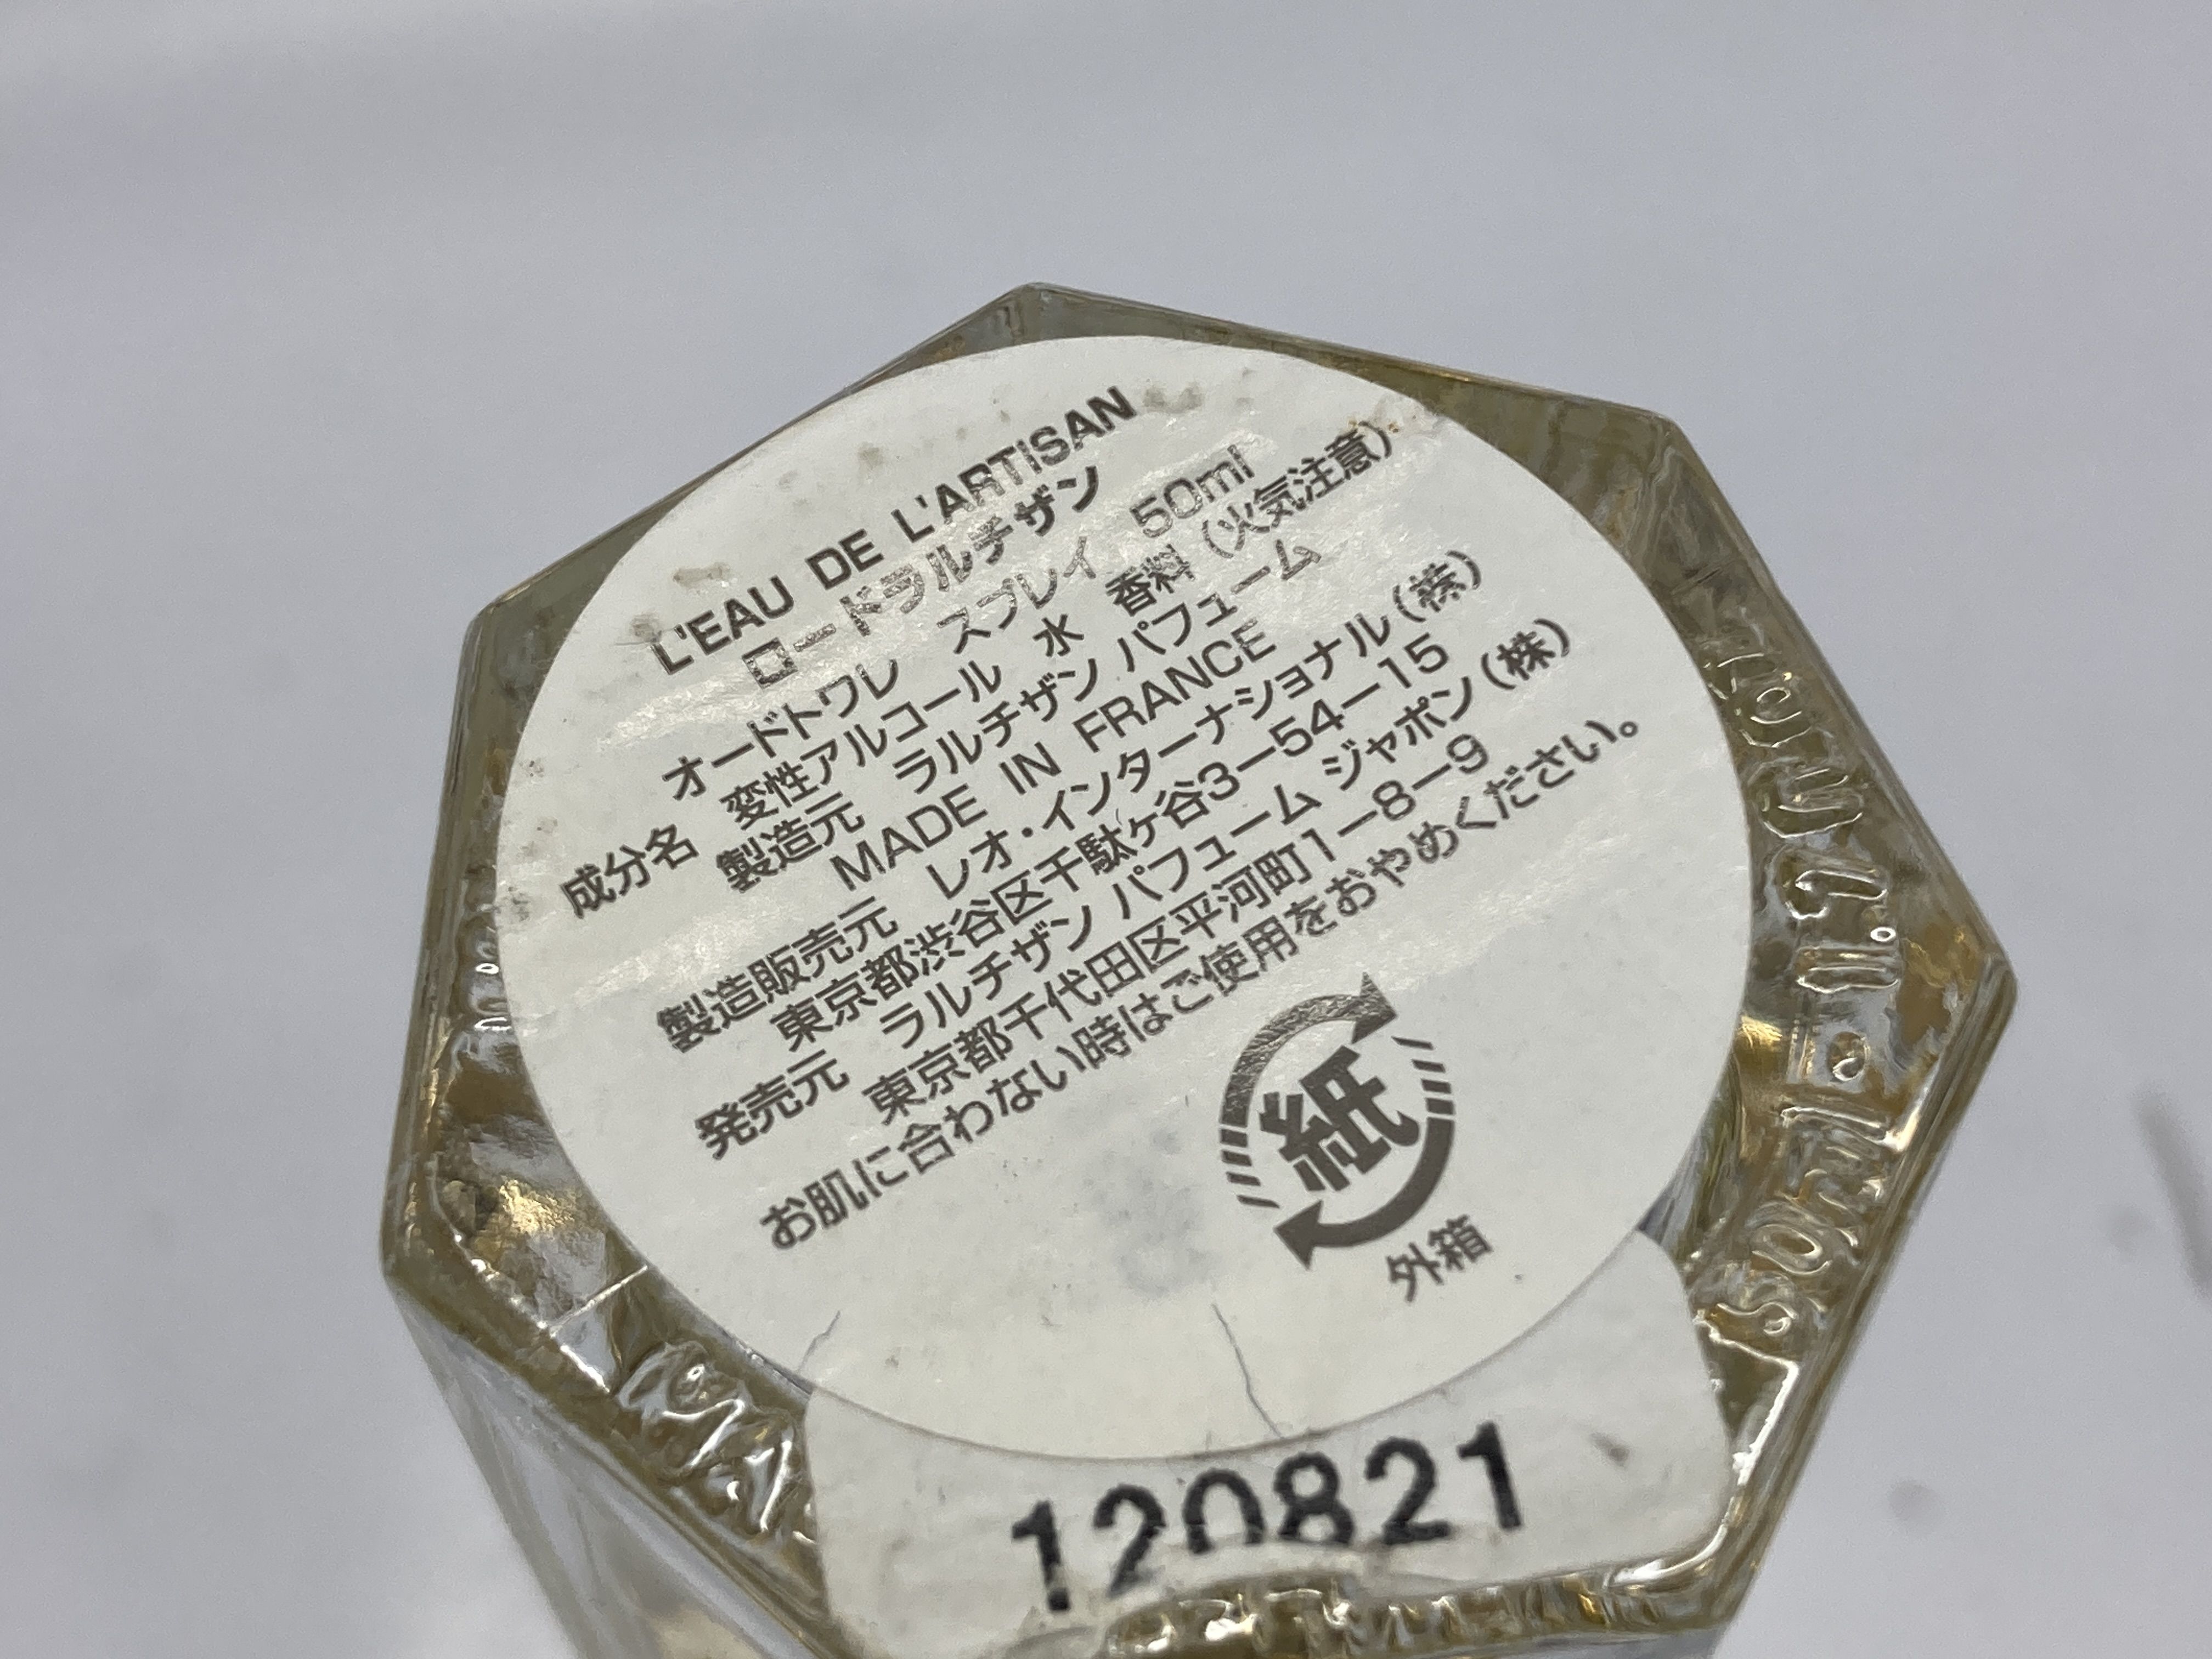 L'EAU DE L'ARTISAN
ロードラルチザン
オードトワレ スプレイ 50ml
成分名 変性アルコール 水 香料（火気注意）
製造元 ラルチザン パフューム
MADE IN FRANCE
製造販売元 レオ・インターナショナル（株）
東京都渋谷区千駄ヶ谷3ー54ー15
発売元 ラルチザン パフューム ジャポン（株）
東京都千代田区平河町1ー8ー9
お肌に合わない時はご使用をおやめください。
紙
外箱
120821
50ml-1.7